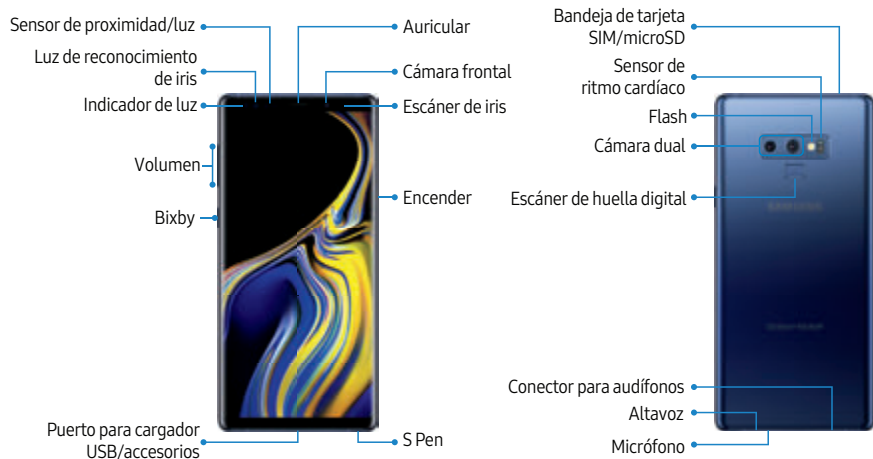 Sensor de proximidad/luz
Luz de reconocimiento
de iris
Indicador de luz
Volumen
Bixby
Puerto para cargador
USB/accesorios
Auricular
Cámara frontal
Escáner de iris
Encender
S Pen
Bandeja de tarjeta
SIM/microSD
Sensor de
ritmo cardíaco
Flash
Cámara dual
Escáner de huella digital
SAMSUNG
Conector para audífonos
Altavoz
Micrófono